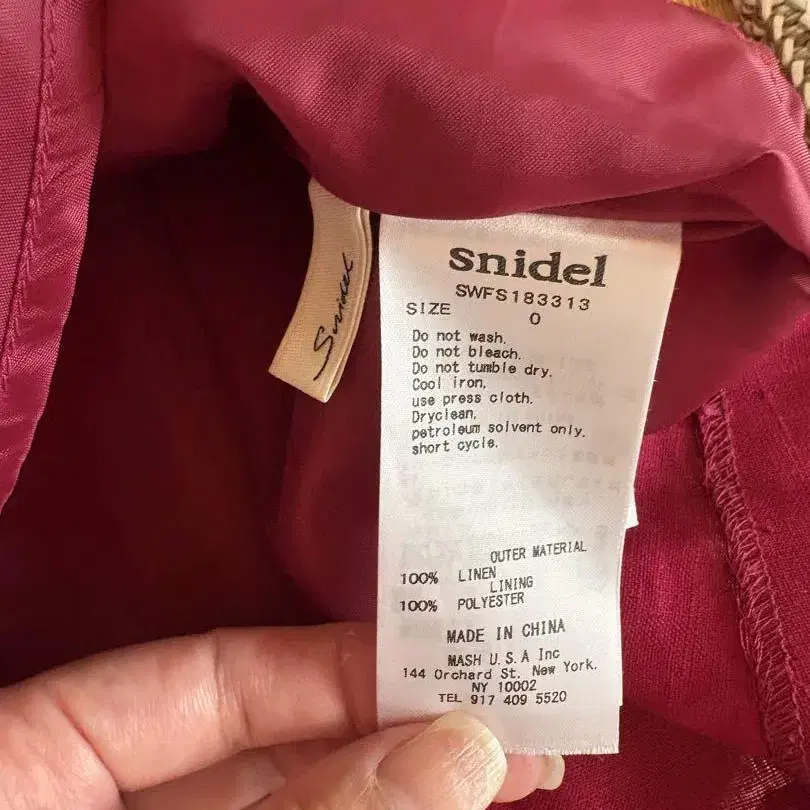 Snidel
snidel
SWFS183313
SIZE 0
Do not wash.
Do not bleach.
Do not tumble dry.
Cool iron,
use press cloth.
Dryclean,
petroleum solvent only.
short cycle.
OUTER MATERIAL
100% LINEN
LINING
100% POLYESTER
MADE IN CHINA
MASH U.S.A Inc
144 Orchard St. New York.
NY 10002
TEL 917 409 5520